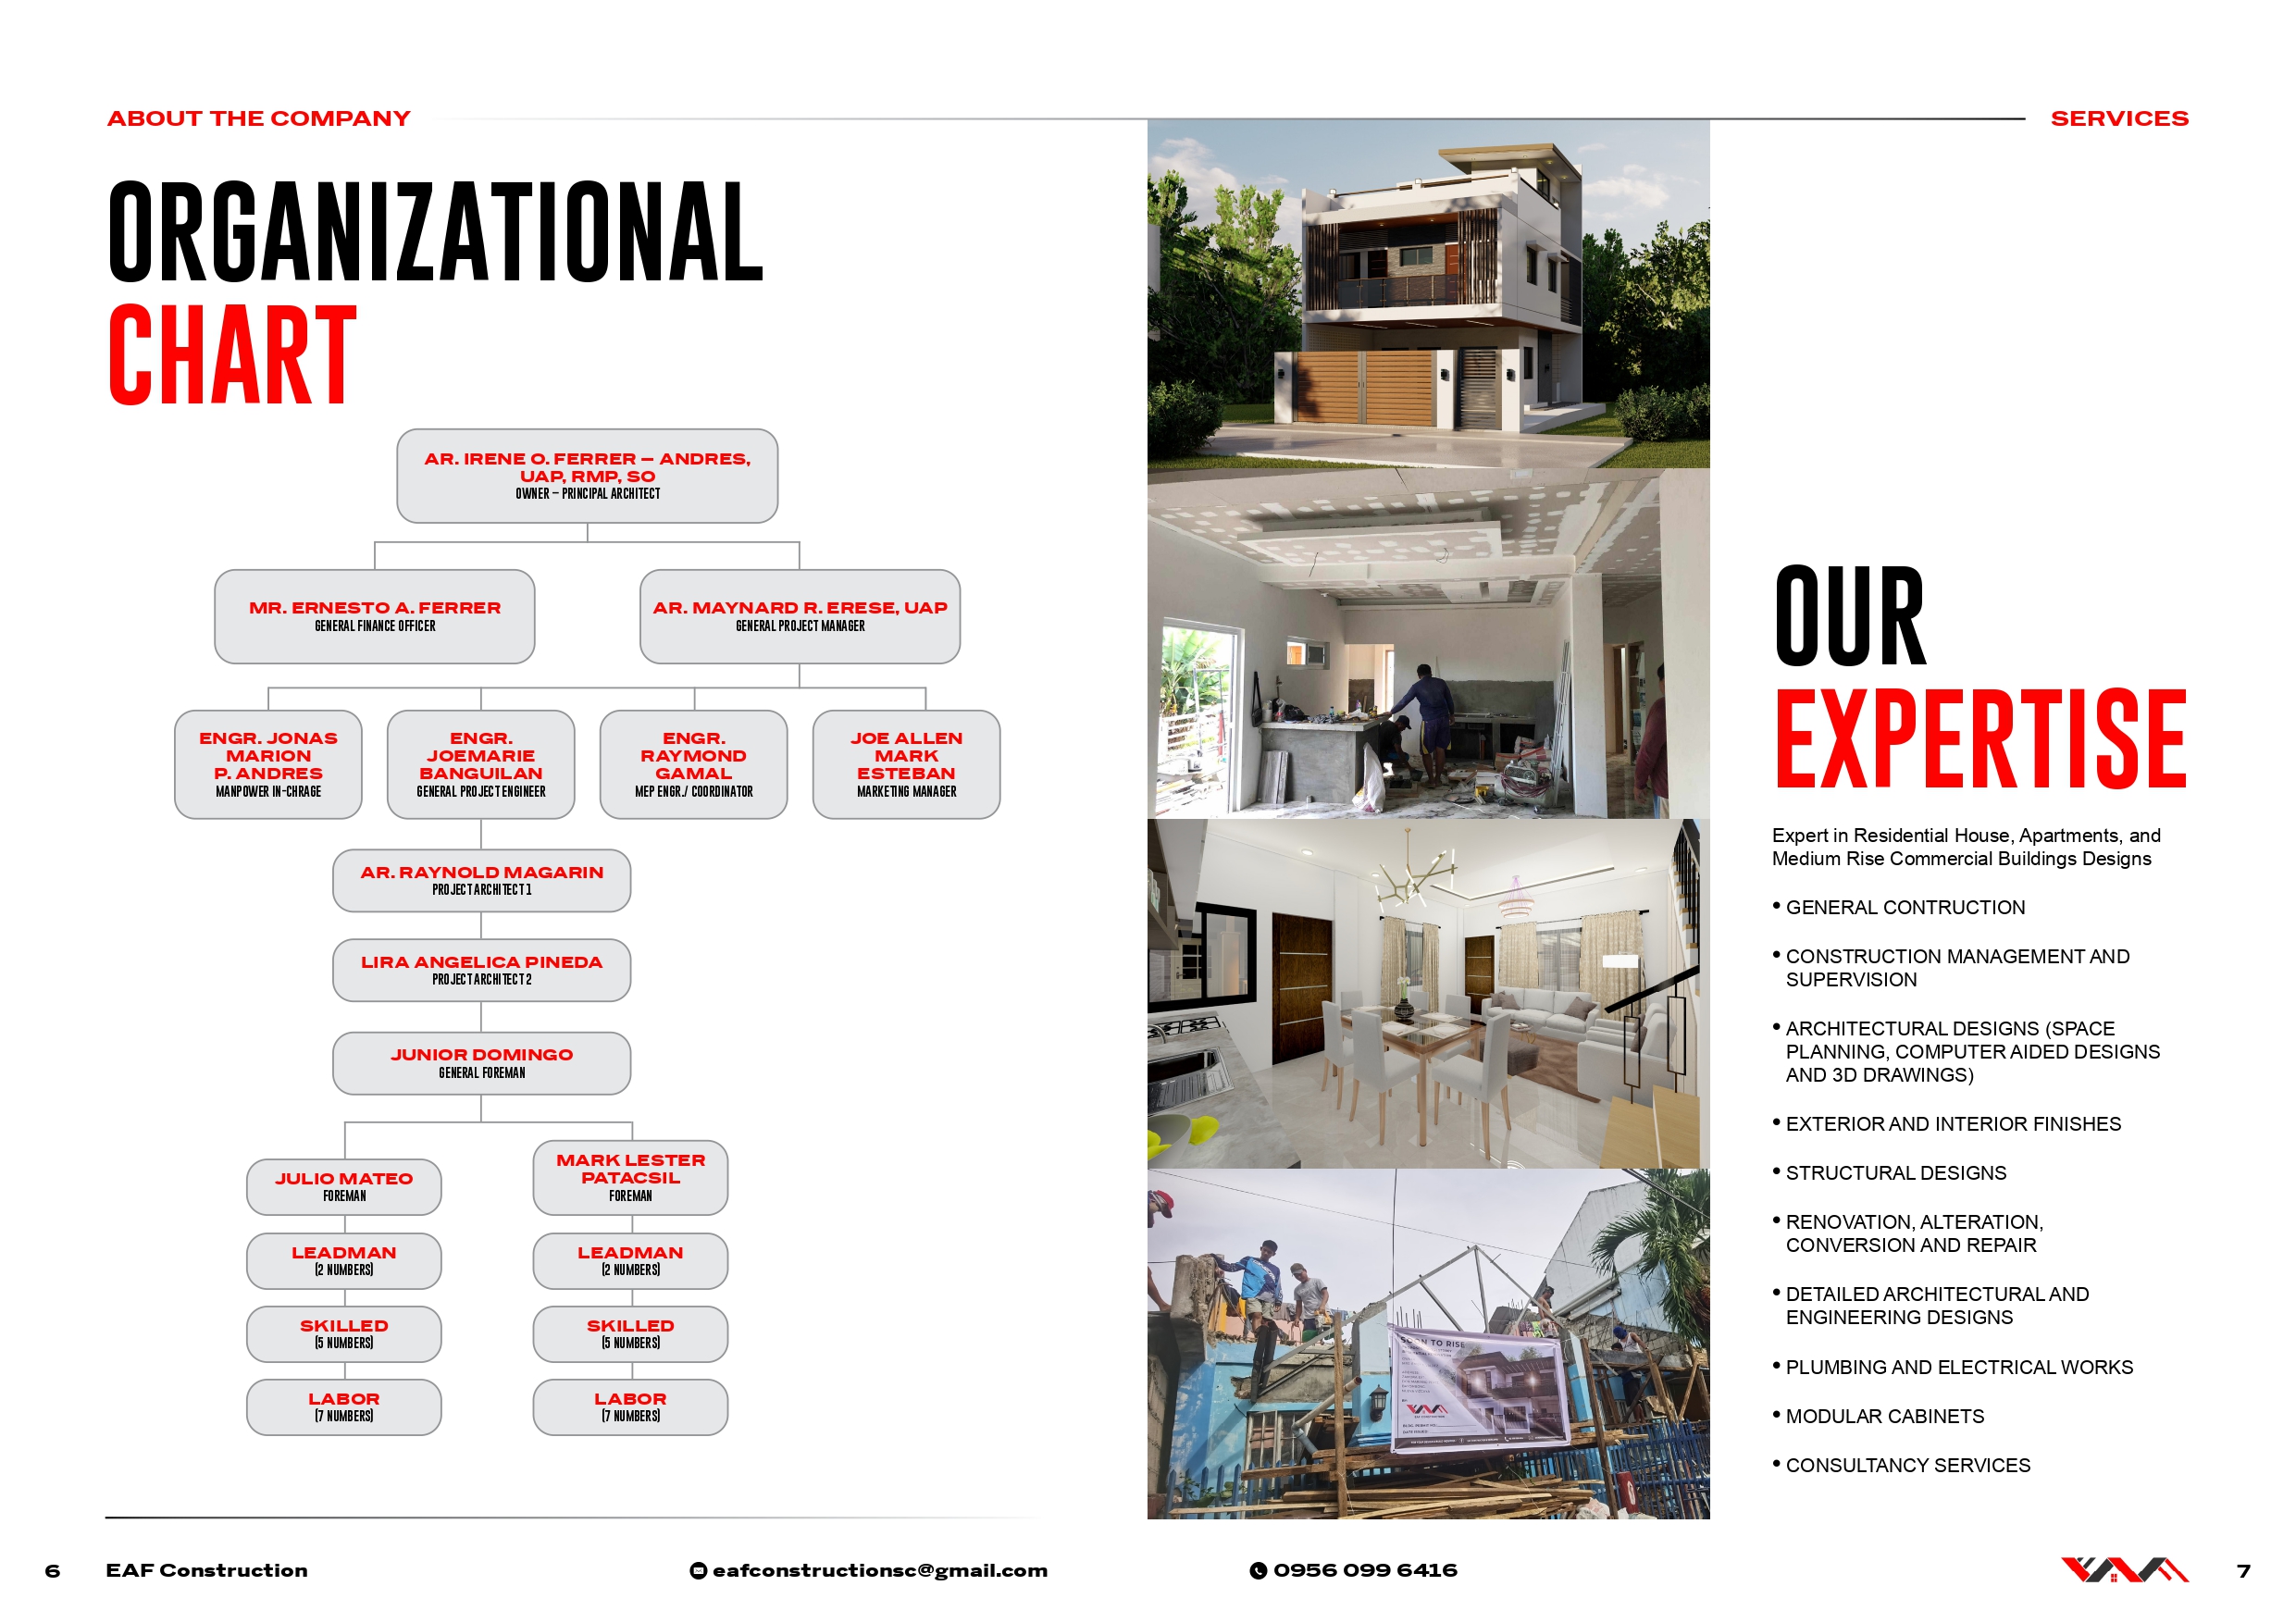 ABOUT THE COMPANY
SERVICES
ORGANIZATIONAL
CHART
AR. IRENE O. FERRER – ANDRES,
UAP, RMP, SO
OWNER – PRINCIPAL ARCHITECT
MR. ERNESTO A. FERRER
GENERAL FINANCE OFFICER
AR. MAYNARD R. ERESE, UAP
GENERAL PROJECT MANAGER
ENGR. JONAS
MARION
P. ANDRES
MANPOWER IN-CHRAGE
ENGR.
JOEMARIE
BANGUILAN
GENERAL PROJECT ENGINEER
ENGR.
RAYMOND
GAMAL
MEP ENGR./ COORDINATOR
JOE ALLEN
MARK
ESTEBAN
MARKETING MANAGER
AR. RAYNOLD MAGARIN
PROJECT ARCHITECT 1
LIRA ANGELICA PINEDA
PROJECT ARCHITECT 2
JUNIOR DOMINGO
GENERAL FOREMAN
JULIO MATEO
FOREMAN
LEADMAN
(2 NUMBERS)
SKILLED
(5 NUMBERS)
LABOR
(7 NUMBERS)
MARK LESTER
PATACSIL
FOREMAN
LEADMAN
(2 NUMBERS)
SKILLED
(5 NUMBERS)
LABOR
(7 NUMBERS)
SOON TO RISE
OUR
EXPERTISE
Expert in Residential House, Apartments, and
Medium Rise Commercial Buildings Designs
• GENERAL CONTRUCTION
• CONSTRUCTION MANAGEMENT AND
SUPERVISION
• ARCHITECTURAL DESIGNS (SPACE
PLANNING, COMPUTER AIDED DESIGNS
AND 3D DRAWINGS)
• EXTERIOR AND INTERIOR FINISHES
• STRUCTURAL DESIGNS
• RENOVATION, ALTERATION,
CONVERSION AND REPAIR
• DETAILED ARCHITECTURAL AND
ENGINEERING DESIGNS
• PLUMBING AND ELECTRICAL WORKS
• MODULAR CABINETS
• CONSULTANCY SERVICES
6
EAF Construction
eafconstructionsc@gmail.com
0956 099 6416
7